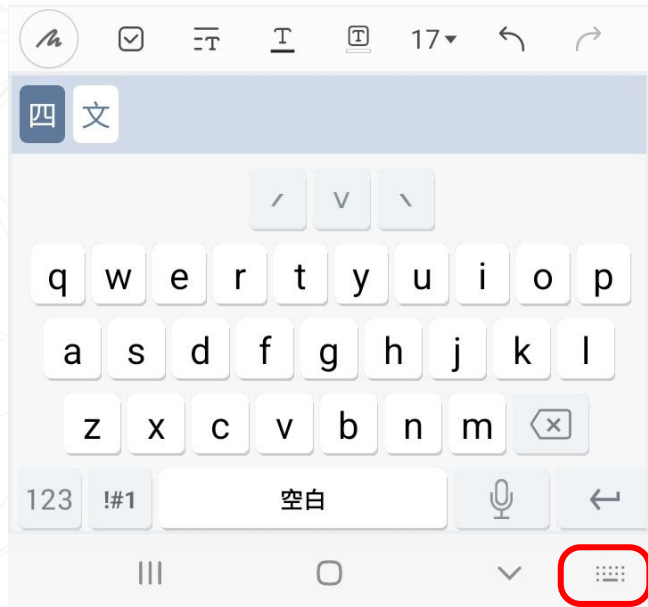 T T T 17
四 文
ˊ ˇ ˋ
q w e r t y u i o p
a s d f g h j k l
z x c v b n m
123 !#1 空白